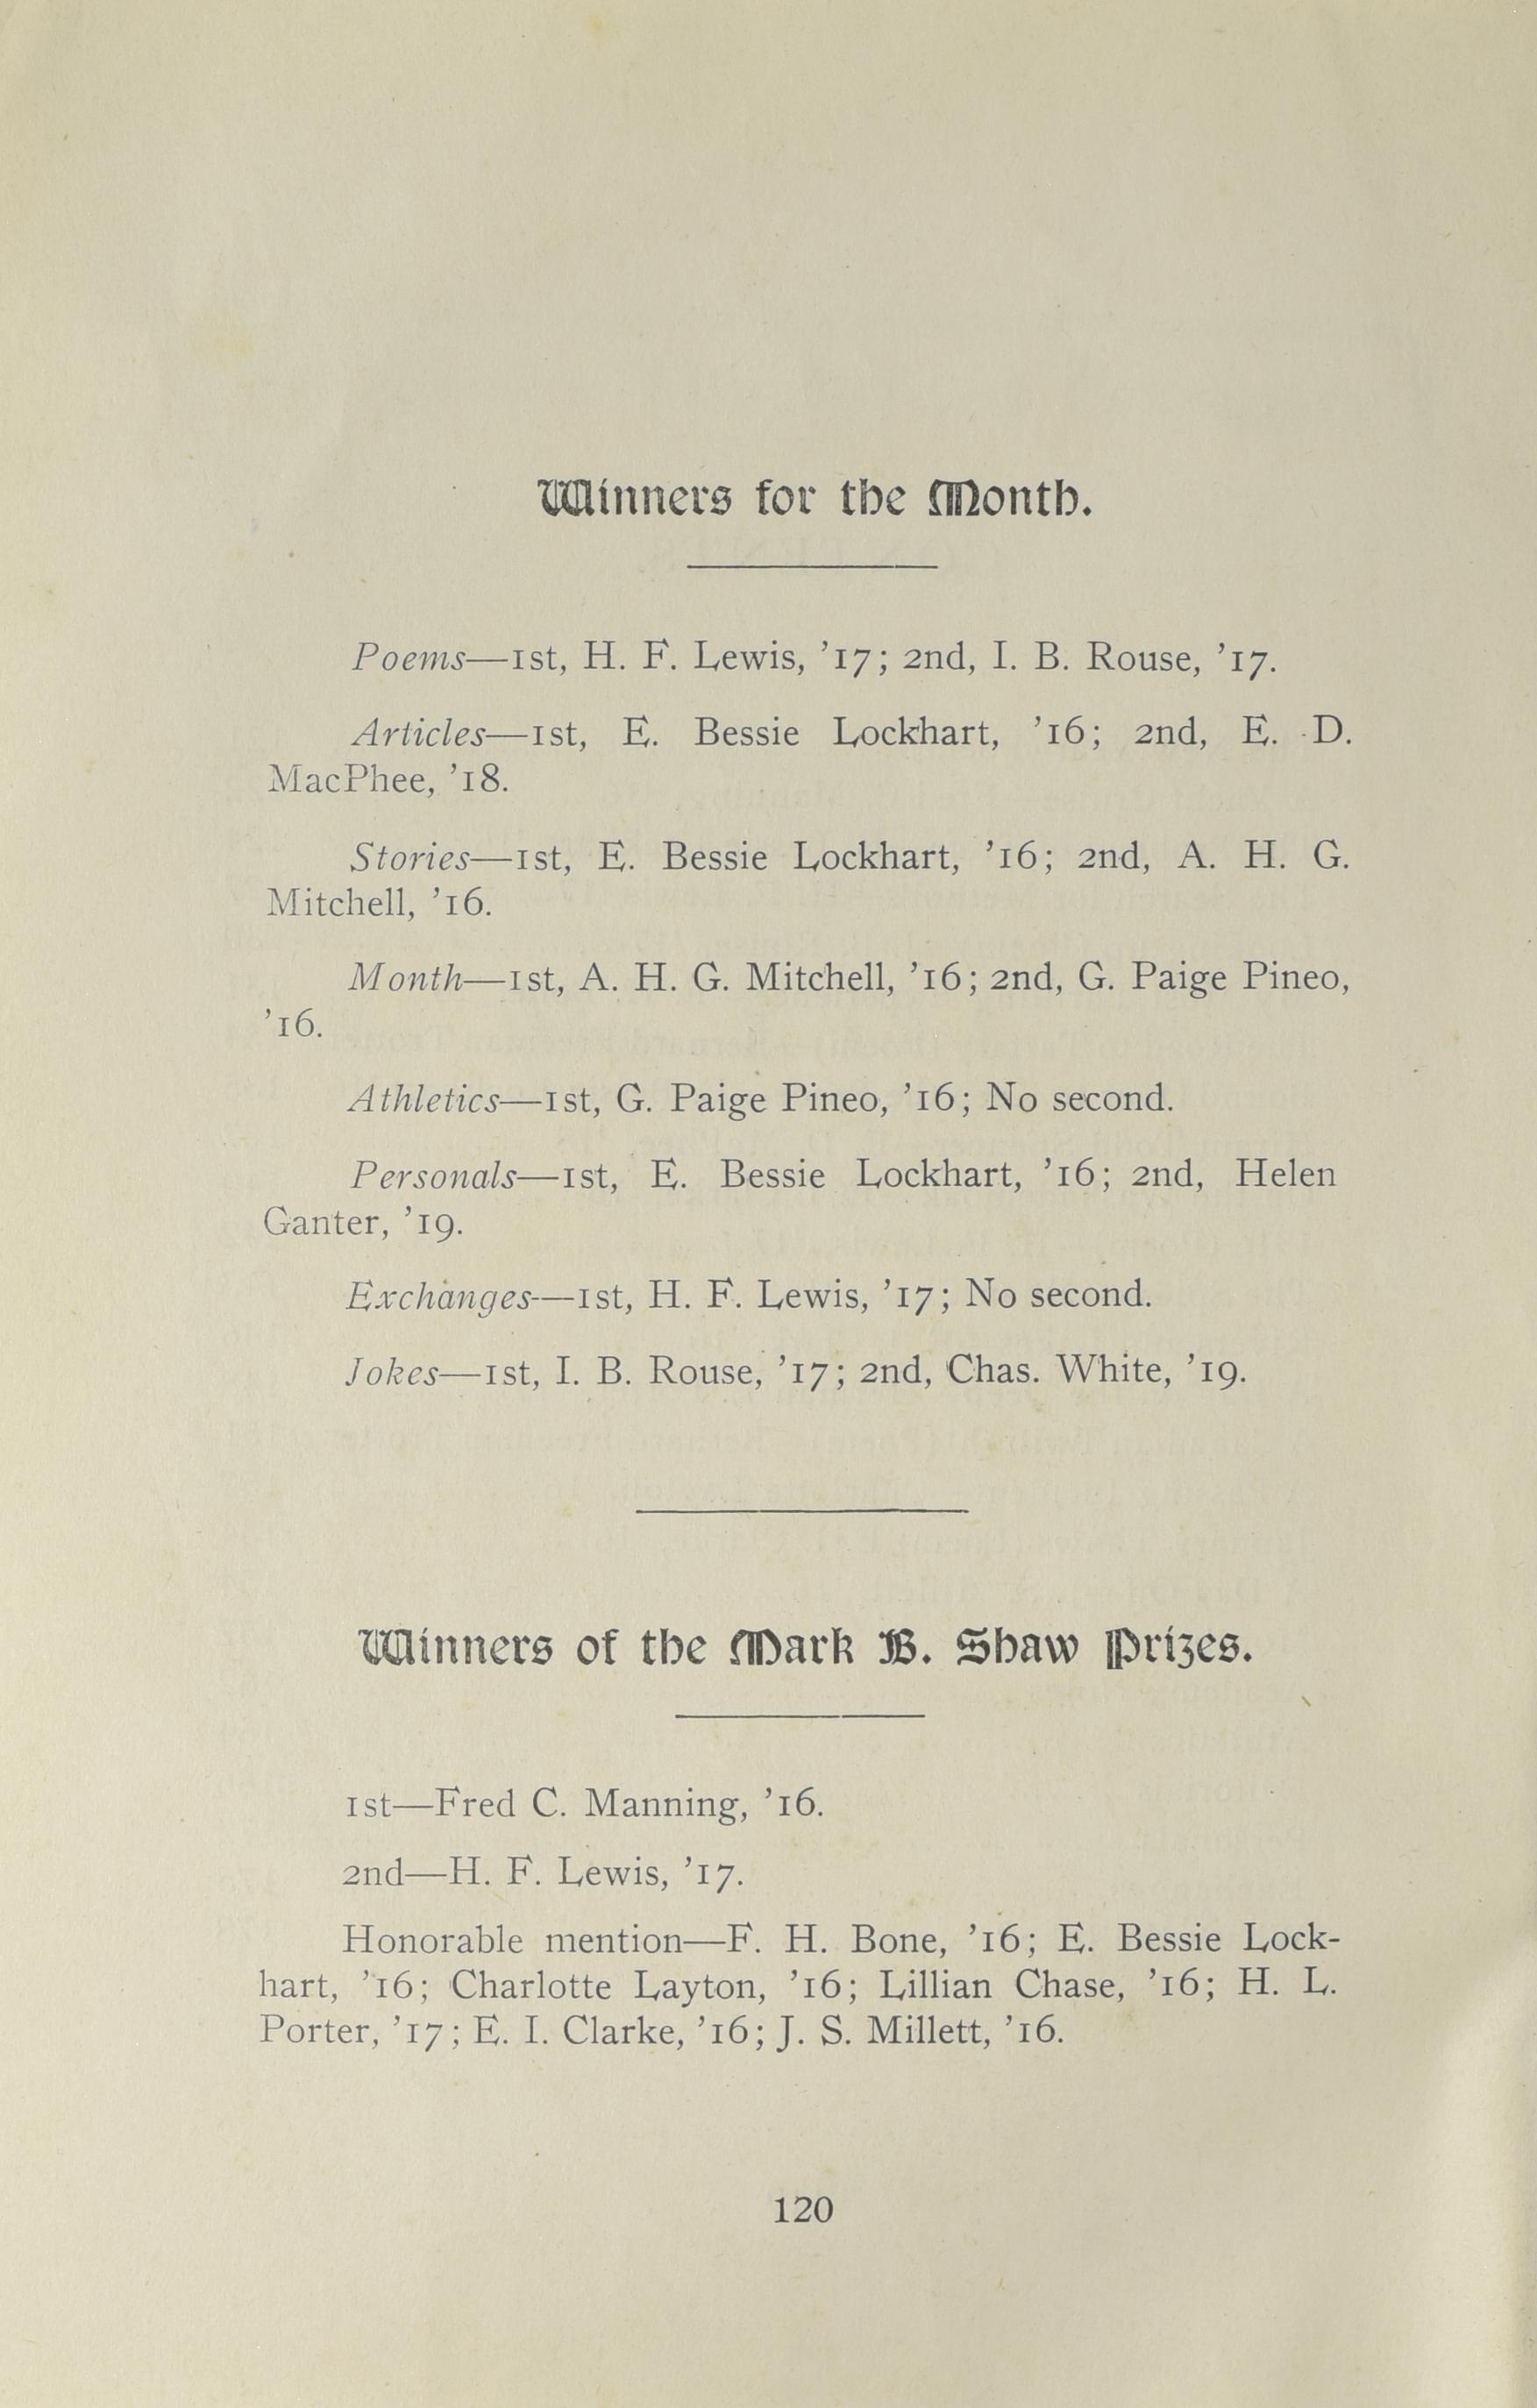 Winners for the Month.
Poems—1st, H. F. Lewis, ’17; 2nd, I. B. Rouse, ’17.
Articles—1st, E. Bessie Lockhart, ’16; 2nd, E. D.
MacPhee, ’18.
Stories—1st, E. Bessie Lockhart, ’16; 2nd, A. H. G.
Mitchell, ’16.
Month—1st, A. H. G. Mitchell, ’16; 2nd, G. Paige Pineo,
’16.
Athletics—1st, G. Paige Pineo, ’16; No second.
Personals—1st, E. Bessie Lockhart, ’16; 2nd, Helen
Ganter, ’19.
Exchanges—1st, H. F. Lewis, ’17; No second.
Jokes—1st, I. B. Rouse, ’17; 2nd, Chas. White, ’19.
Winners of the Mark B. Shaw Prizes.
1st—Fred C. Manning, ’16.
2nd—H. F. Lewis, ’17.
Honorable mention—F. H. Bone, ’16; E. Bessie Lock-
hart, ’16; Charlotte Layton, ’16; Lillian Chase, ’16; H. L.
Porter, ’17; E. I. Clarke, ’16; J. S. Millett, ’16.
120